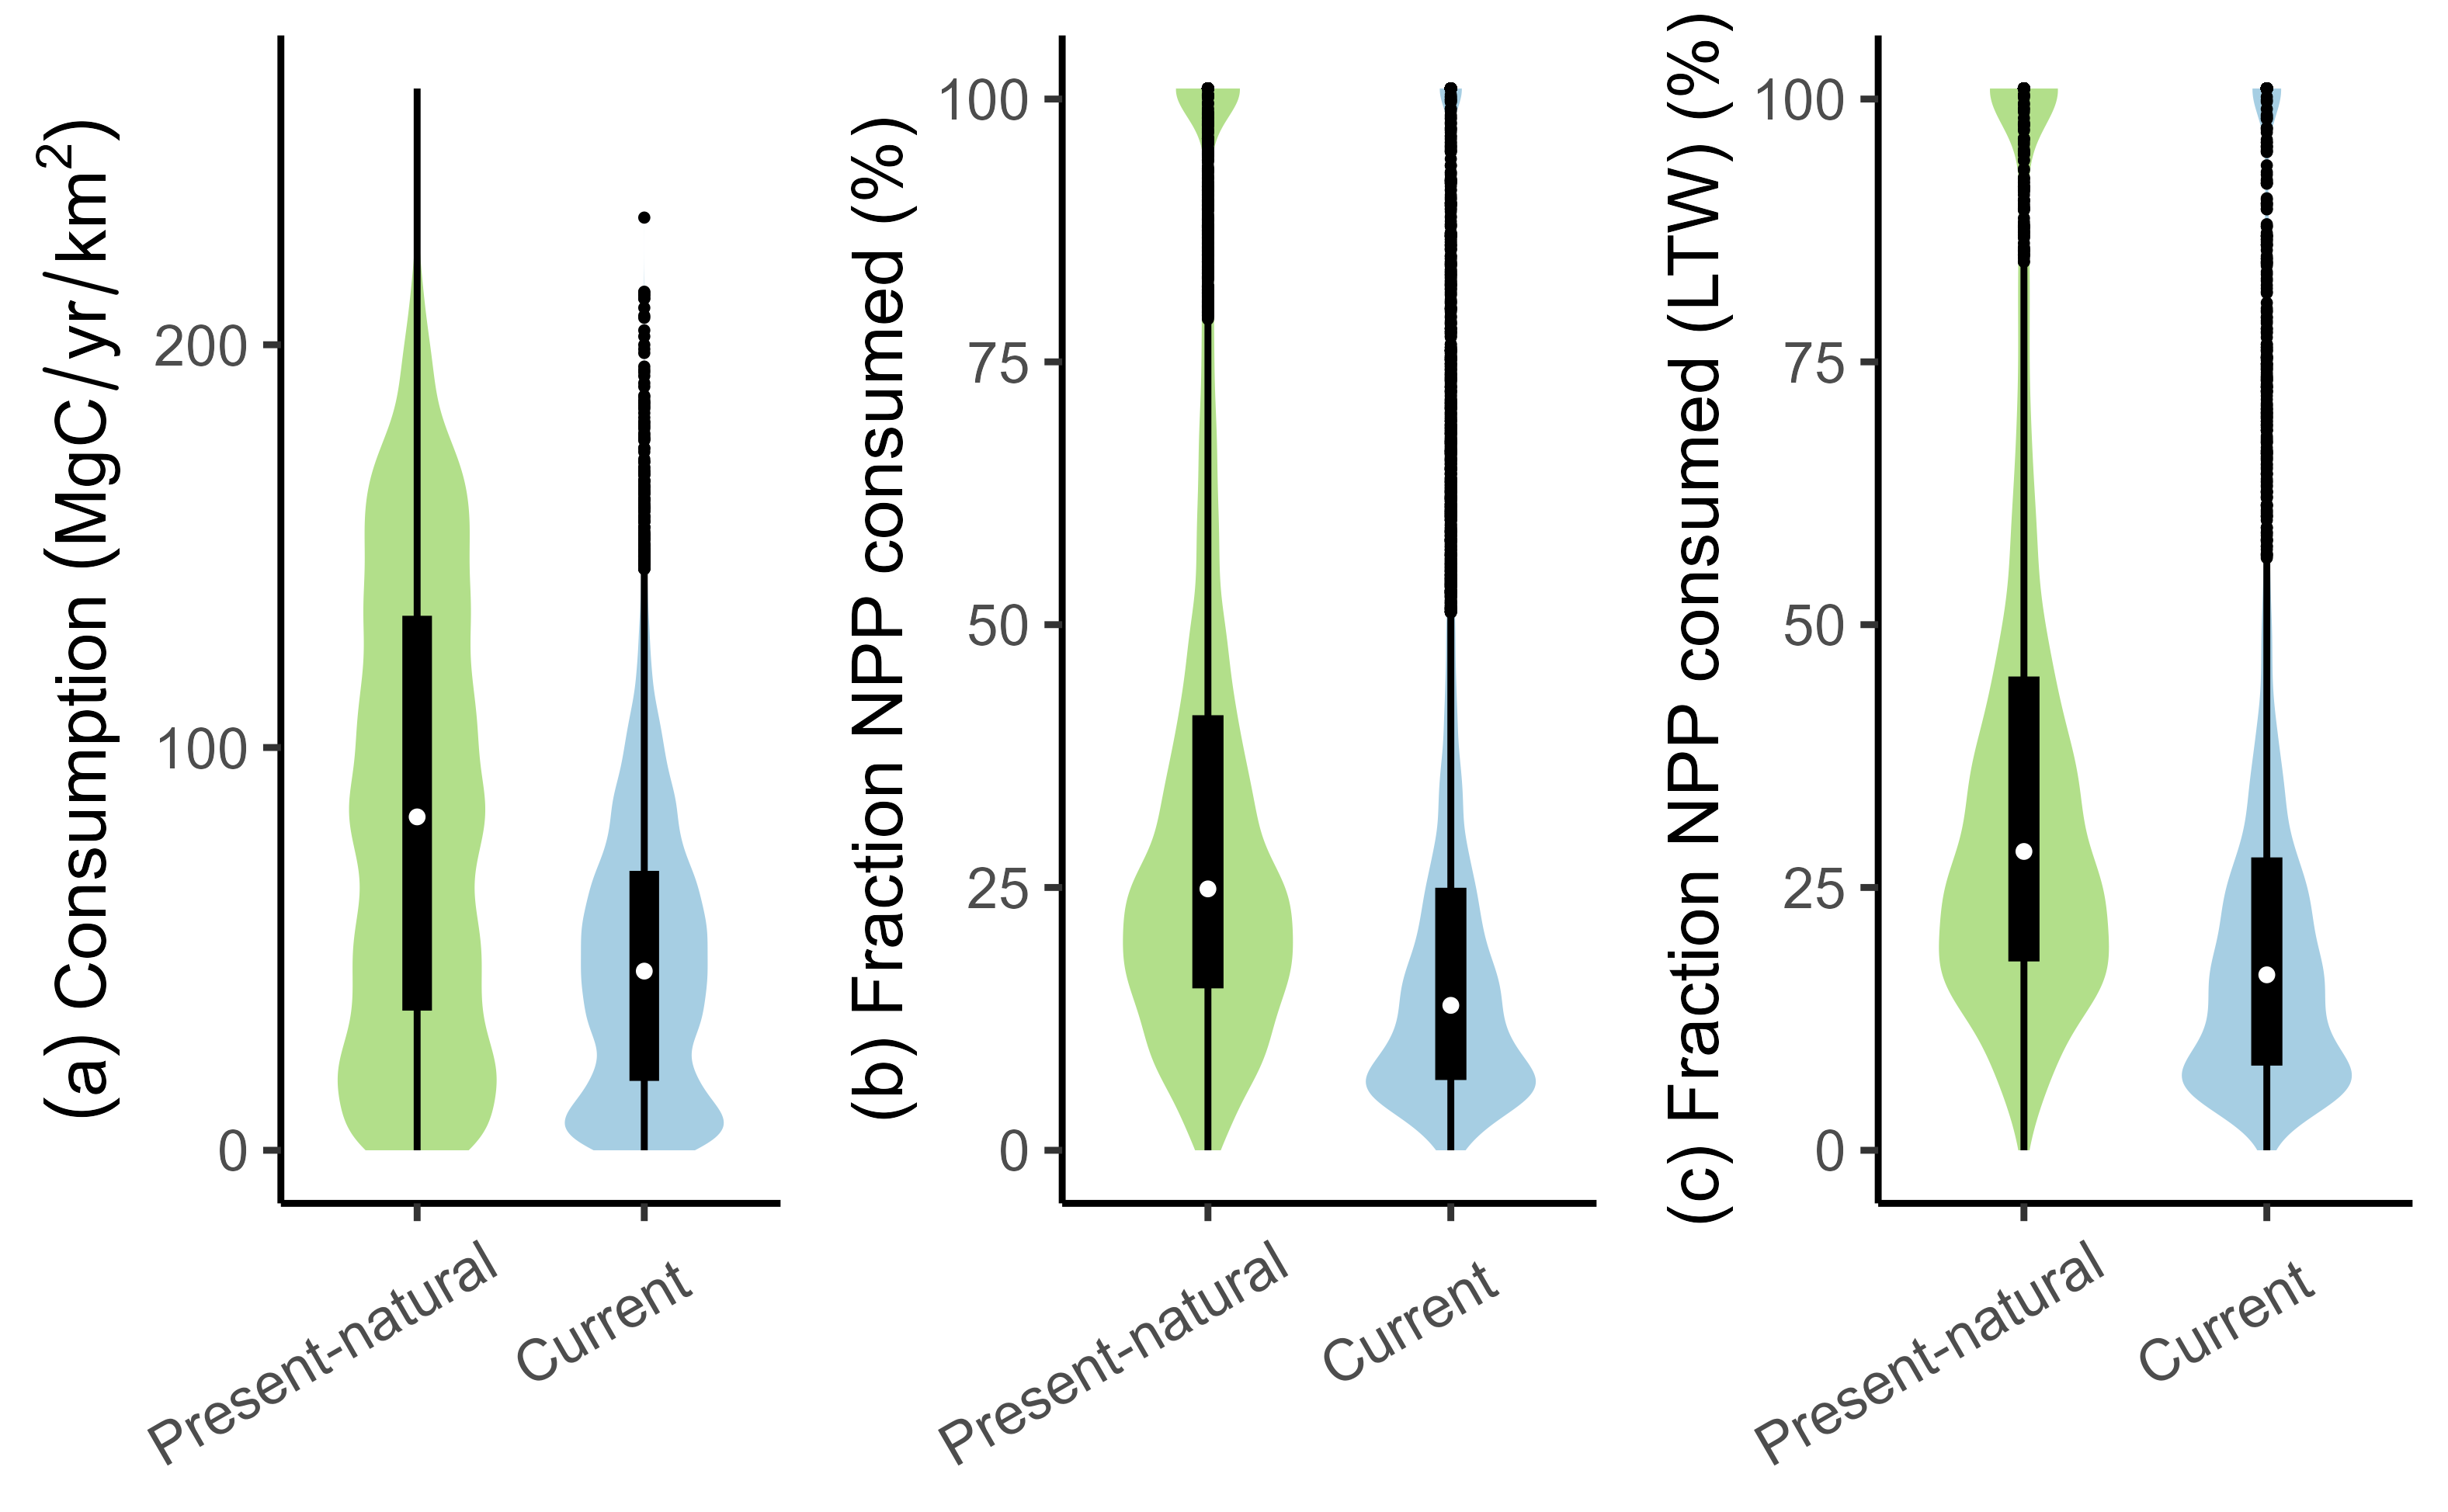 (a) Consumption (MgC/yr/km²)
200
100
0
Present-natural
Current
(b) Fraction NPP consumed (%)
100
75
50
25
0
Present-natural
Current
(c) Fraction NPP consumed (LTW) (%)
100
75
50
25
0
Present-natural
Current